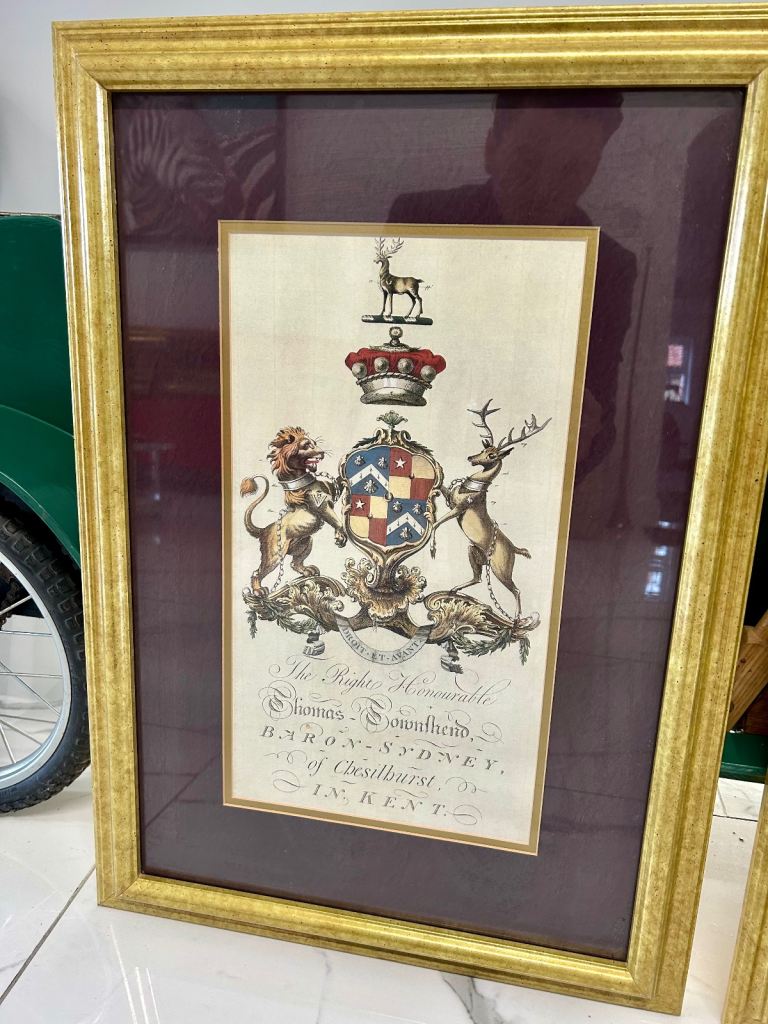 DROIT·ET·AVANT
The Right Honourable
Thomas Townshend,
BARON-SYDNEY,
of Chesilhurst,
IN, KENT.